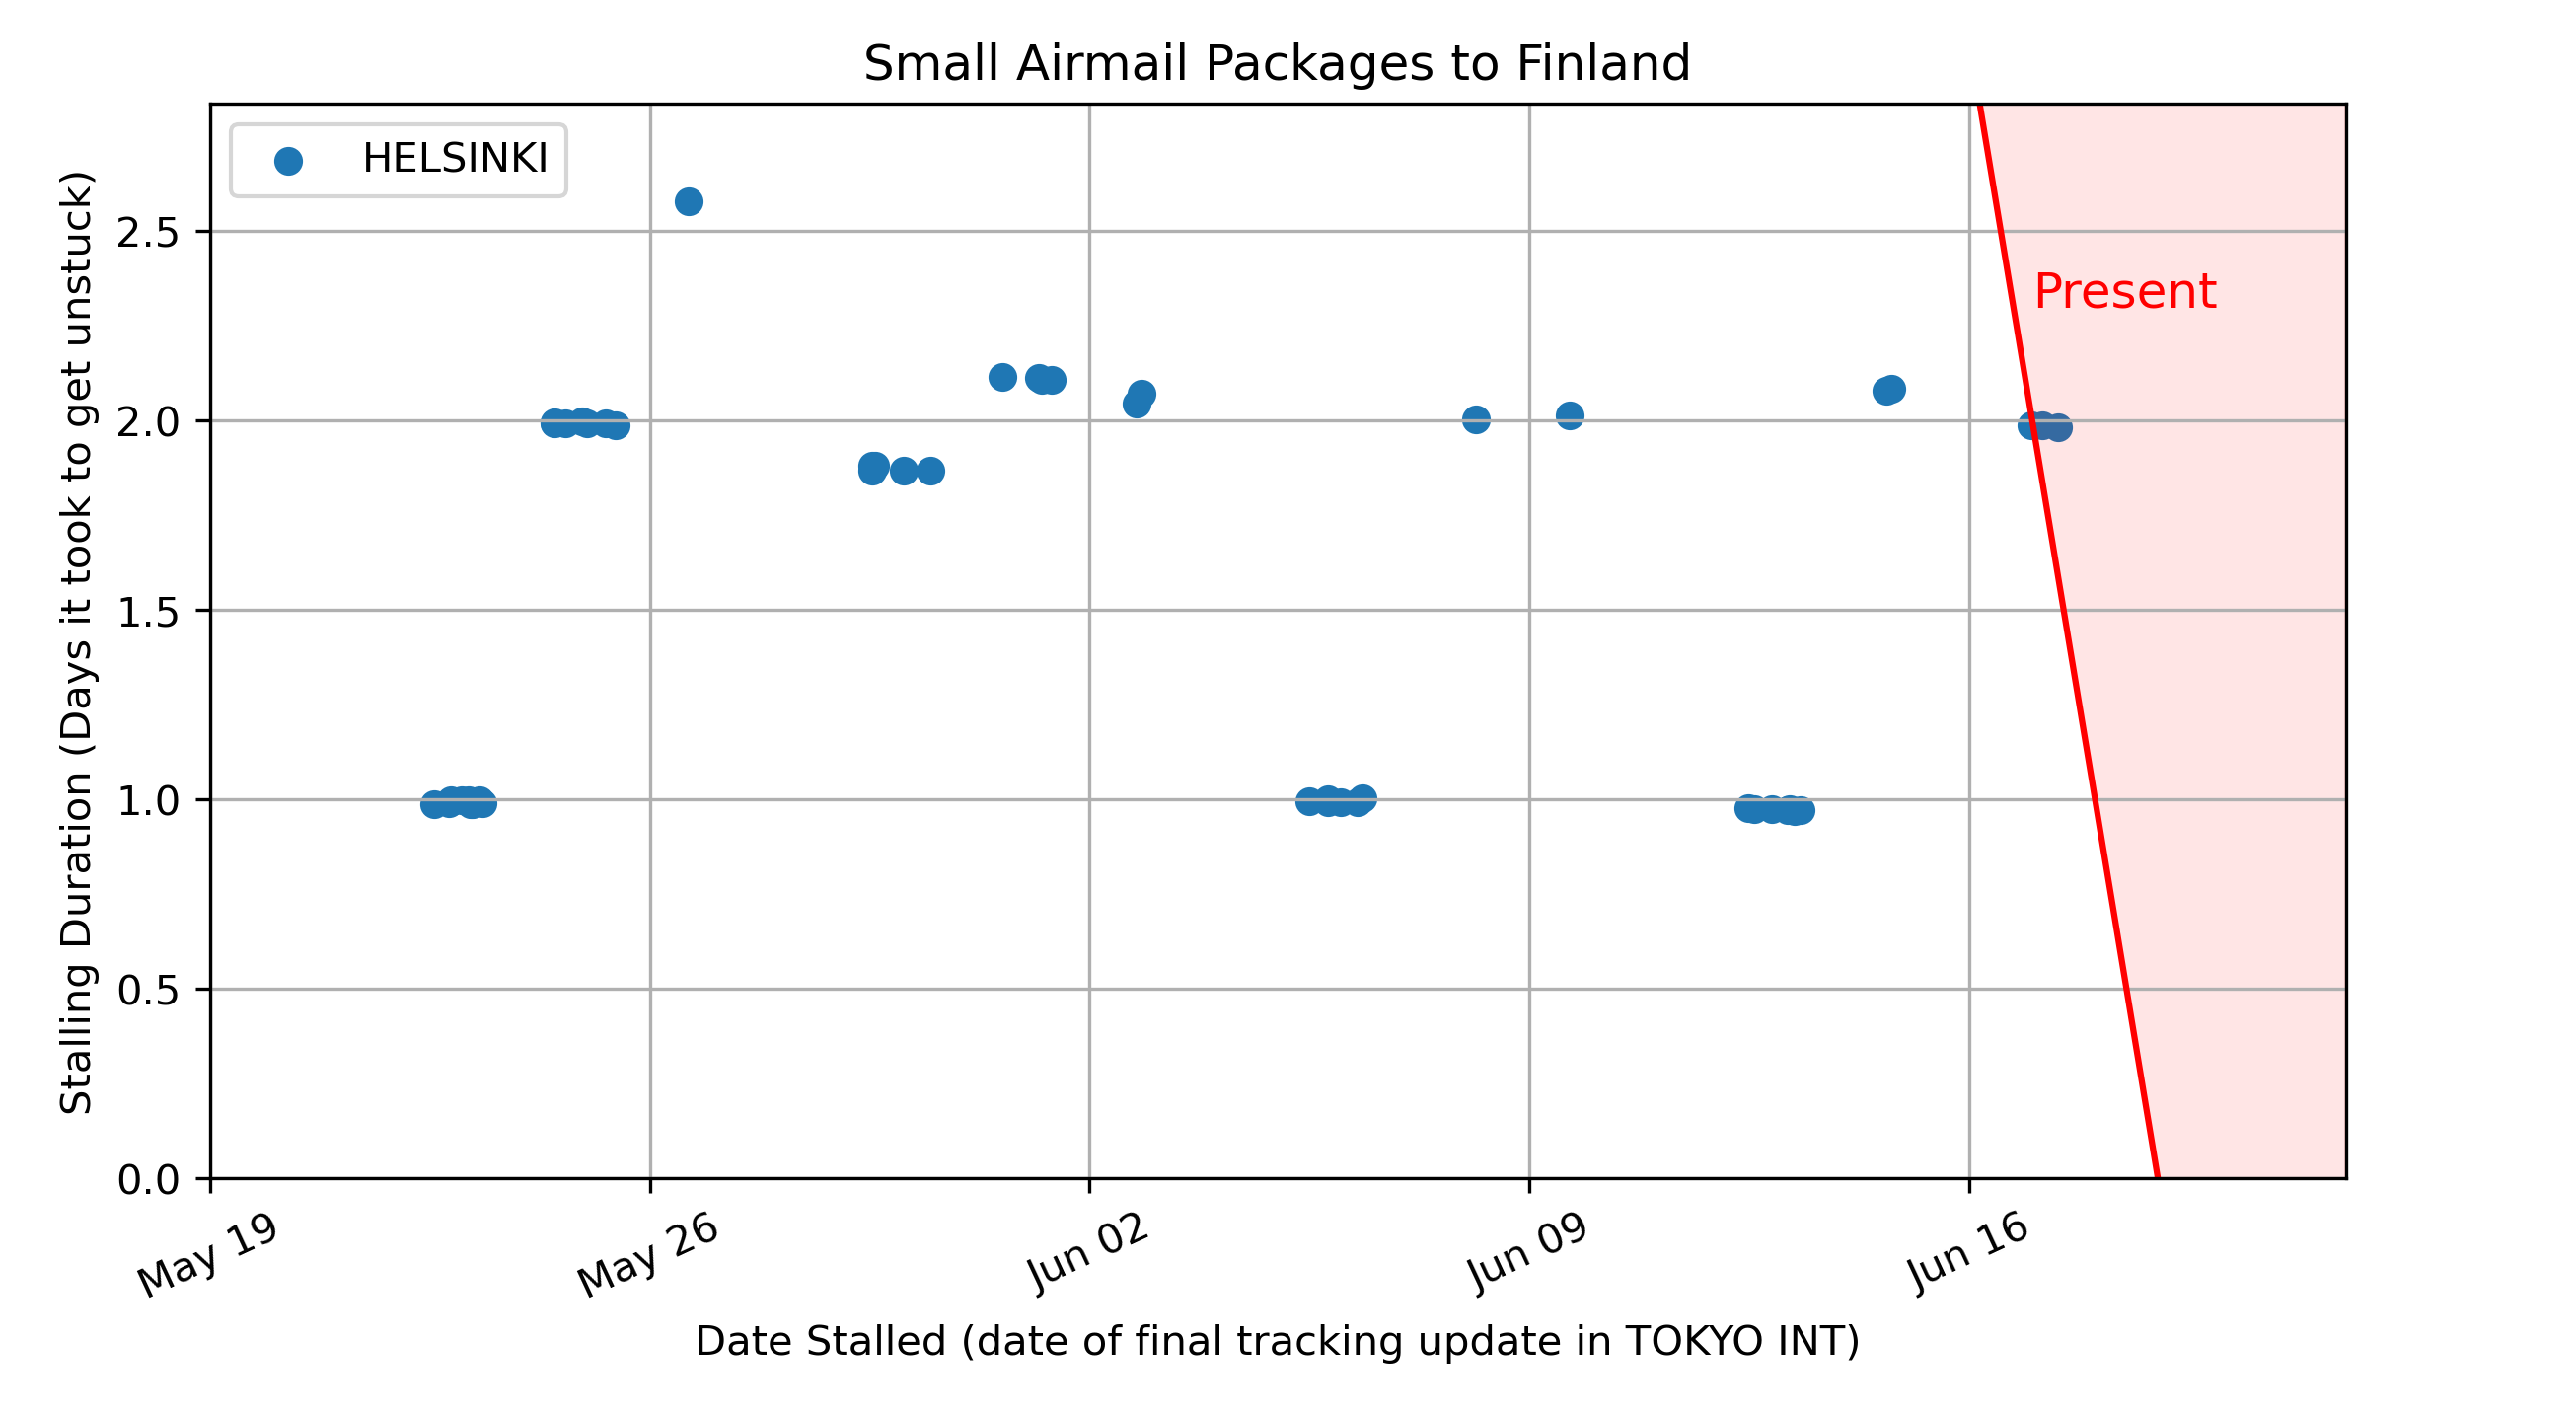 Small Airmail Packages to Finland
HELSINKI
Present
Stalling Duration (Days it took to get unstuck)
2.5
2.0
1.5
1.0
0.5
0.0
May 19
May 26
Jun 02
Jun 09
Jun 16
Date Stalled (date of final tracking update in TOKYO INT)